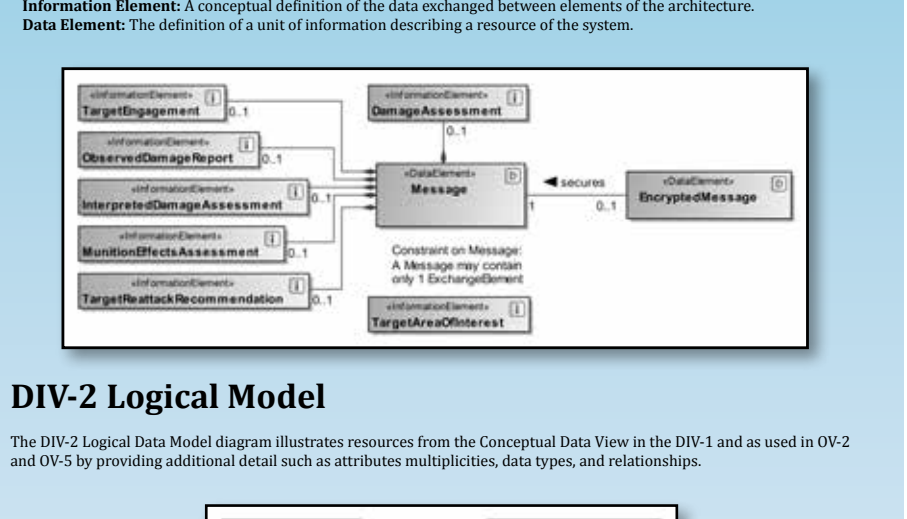 Information Element: A conceptual definition of the data exchanged between elements of the architecture.
Data Element: The definition of a unit of information describing a resource of the system.
«InformationElement»
TargetEngagement
0..1
«InformationElement»
ObservedDamageReport
0..1
«InformationElement»
InterpretedDamageAssessment
0..1
«InformationElement»
MunitionEffectsAssessment
0..1
«InformationElement»
TargetReattackRecommendation
0..1
«InformationElement»
DamageAssessment
0..1
«DataElement»
Message
1
secures
0..1
«DataElement»
EncryptedMessage
Constraint on Message:
A Message may contain
only 1 ExchangeElement
«InformationElement»
TargetAreaOfInterest
DIV-2 Logical Model
The DIV-2 Logical Data Model diagram illustrates resources from the Conceptual Data View in the DIV-1 and as used in OV-2
and OV-5 by providing additional detail such as attributes multiplicities, data types, and relationships.